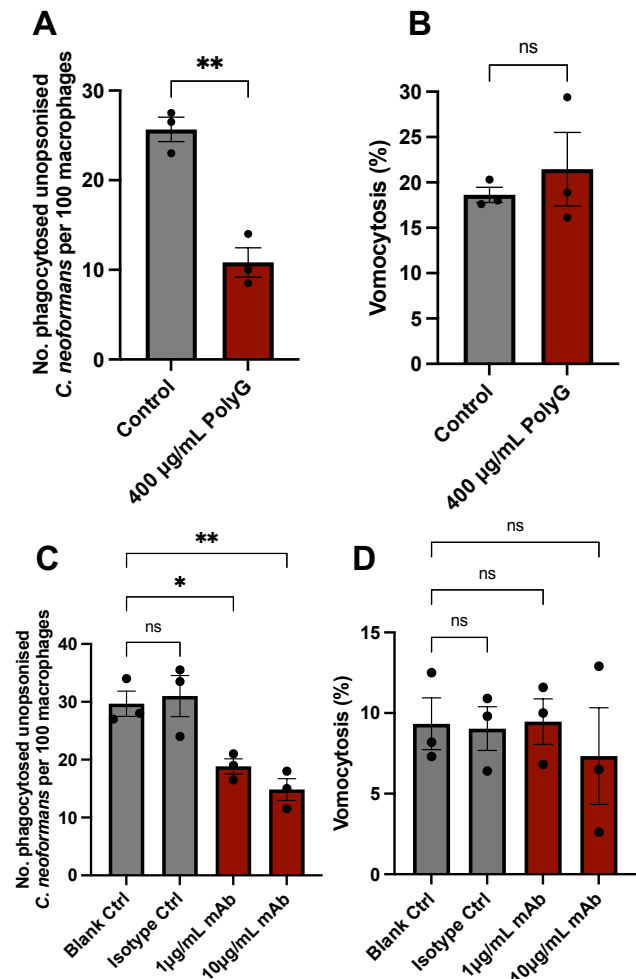 A
No. phagocytosed unopsonised
C. neoformans per 100 macrophages
30
20
10
0
**
Control
400 µg/mL PolyG
B
Vomocytosis (%)
30
25
20
15
10
5
0
ns
Control
400 µg/mL PolyG
C
No. phagocytosed unopsonised
C. neoformans per 100 macrophages
40
30
20
10
0
**
*
ns
Blank Ctrl
Isotype Ctrl
1µg/mL mAb
10µg/mL mAb
D
Vomocytosis (%)
15
10
5
0
ns
ns
ns
Blank Ctrl
Isotype Ctrl
1µg/mL mAb
10µg/mL mAb